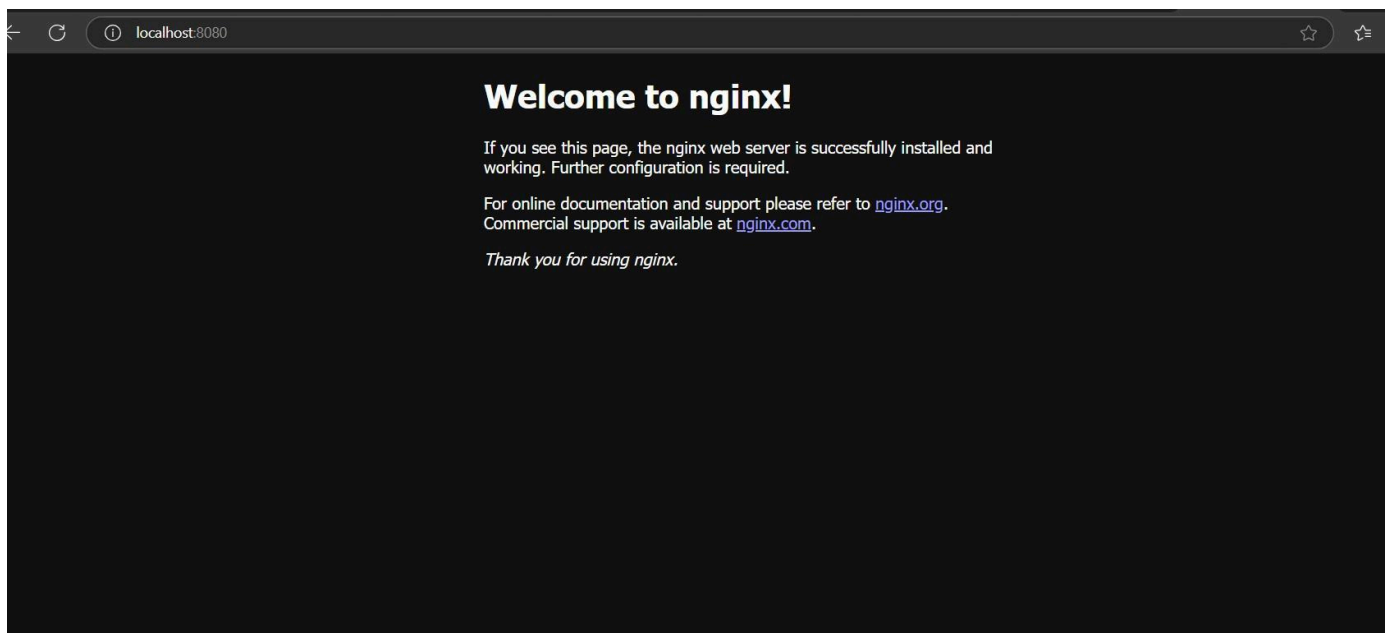 localhost:8080
Welcome to nginx!
If you see this page, the nginx web server is successfully installed and
working. Further configuration is required.
For online documentation and support please refer to nginx.org.
Commercial support is available at nginx.com.
Thank you for using nginx.